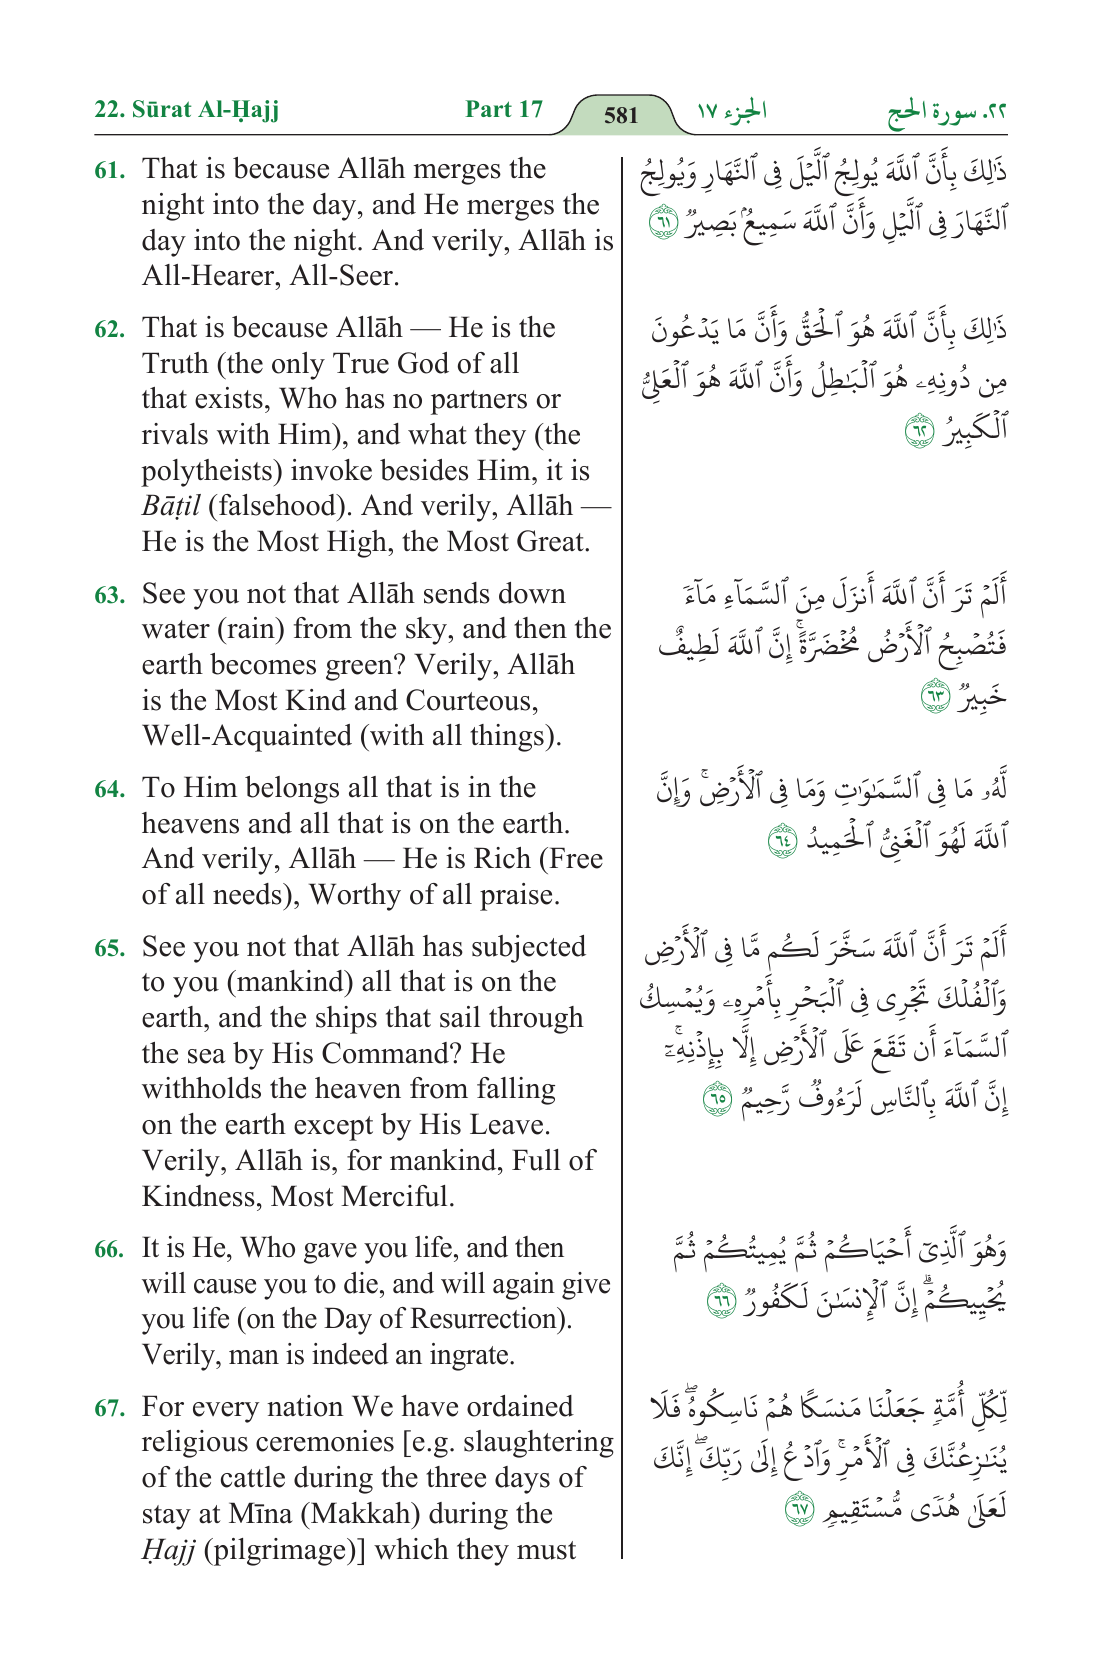 22. Sūrat Al-Ḥajj Part 17 581 الجزء ١٧ ٢٢. سورة الحج
61. That is because Allāh merges the
night into the day, and He merges the
day into the night. And verily, Allāh is
All-Hearer, All-Seer.
62. That is because Allāh — He is the
Truth (the only True God of all
that exists, Who has no partners or
rivals with Him), and what they (the
polytheists) invoke besides Him, it is
Bāṭil (falsehood). And verily, Allāh —
He is the Most High, the Most Great.
63. See you not that Allāh sends down
water (rain) from the sky, and then the
earth becomes green? Verily, Allāh
is the Most Kind and Courteous,
Well-Acquainted (with all things).
64. To Him belongs all that is in the
heavens and all that is on the earth.
And verily, Allāh — He is Rich (Free
of all needs), Worthy of all praise.
65. See you not that Allāh has subjected
to you (mankind) all that is on the
earth, and the ships that sail through
the sea by His Command? He
withholds the heaven from falling
on the earth except by His Leave.
Verily, Allāh is, for mankind, Full of
Kindness, Most Merciful.
66. It is He, Who gave you life, and then
will cause you to die, and will again give
you life (on the Day of Resurrection).
Verily, man is indeed an ingrate.
67. For every nation We have ordained
religious ceremonies [e.g. slaughtering
of the cattle during the three days of
stay at Mīna (Makkah) during the
Ḥajj (pilgrimage)] which they must
ذَٰلِكَ بِأَنَّ ٱللَّهَ يُولِجُ ٱلَّيۡلَ فِى ٱلنَّهَارِ وَيُولِجُ
ٱلنَّهَارَ فِى ٱلَّيۡلِ وَأَنَّ ٱللَّهَ سَمِيعُۢ بَصِيرٌ ٦١
ذَٰلِكَ بِأَنَّ ٱللَّهَ هُوَ ٱلۡحَقُّ وَأَنَّ مَا يَدۡعُونَ
مِن دُونِهِۦ هُوَ ٱلۡبَٰطِلُ وَأَنَّ ٱللَّهَ هُوَ ٱلۡعَلِىُّ
ٱلۡكَبِيرُ ٦٢
أَلَمۡ تَرَ أَنَّ ٱللَّهَ أَنزَلَ مِنَ ٱلسَّمَآءِ مَآءً
فَتُصۡبِحُ ٱلۡأَرۡضُ مُخۡضَرَّةًۚ إِنَّ ٱللَّهَ لَطِيفٌ
خَبِيرٌ ٦٣
لَّهُۥ مَا فِى ٱلسَّمَٰوَٰتِ وَمَا فِى ٱلۡأَرۡضِۚ وَإِنَّ
ٱللَّهَ لَهُوَ ٱلۡغَنِىُّ ٱلۡحَمِيدُ ٦٤
أَلَمۡ تَرَ أَنَّ ٱللَّهَ سَخَّرَ لَكُم مَّا فِى ٱلۡأَرۡضِ
وَٱلۡفُلۡكَ تَجۡرِى فِى ٱلۡبَحۡرِ بِأَمۡرِهِۦ وَيُمۡسِكُ
ٱلسَّمَآءَ أَن تَقَعَ عَلَى ٱلۡأَرۡضِ إِلَّا بِإِذۡنِهِۦٓۚ
إِنَّ ٱللَّهَ بِٱلنَّاسِ لَرَءُوفٌ رَّحِيمٌ ٦٥
وَهُوَ ٱلَّذِىٓ أَحۡيَاكُمۡ ثُمَّ يُمِيتُكُمۡ ثُمَّ
يُحۡيِيكُمۡۗ إِنَّ ٱلۡإِنسَٰنَ لَكَفُورٌ ٦٦
لِّكُلِّ أُمَّةٍ جَعَلۡنَا مَنسَكًا هُمۡ نَاسِكُوهُۖ فَلَا
يُنَٰزِعُنَّكَ فِى ٱلۡأَمۡرِۚ وَٱدۡعُ إِلَىٰ رَبِّكَۖ إِنَّكَ
لَعَلَىٰ هُدًى مُّسۡتَقِيمٍ ٦٧